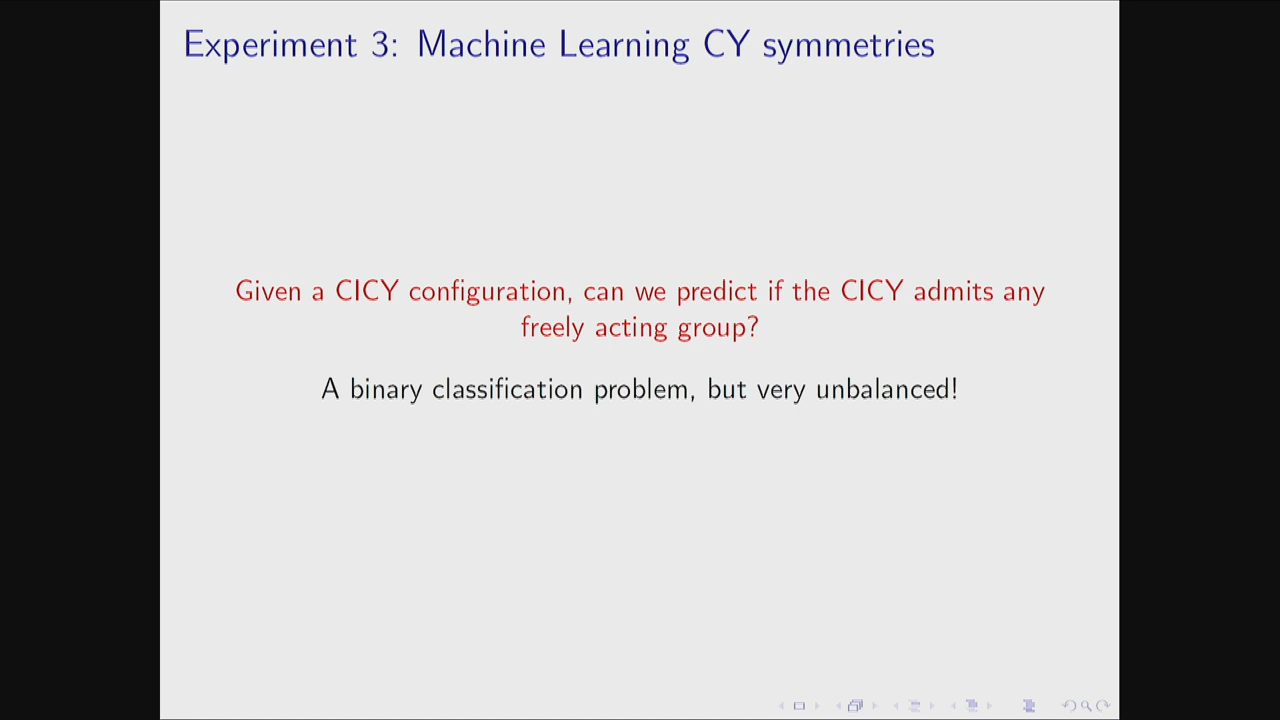 Experiment 3: Machine Learning CY symmetries
Given a CICY configuration, can we predict if the CICY admits any
freely acting group?
A binary classification problem, but very unbalanced!